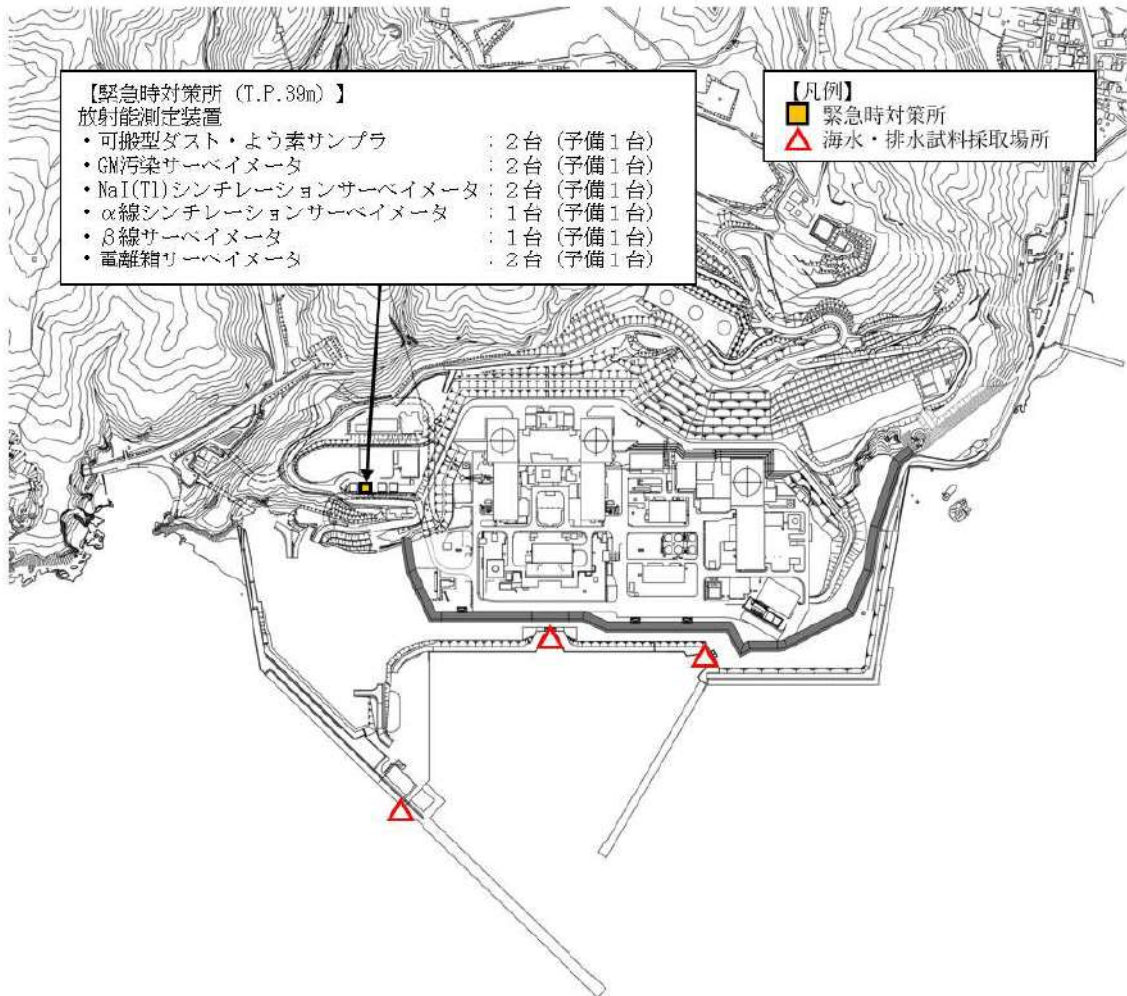 【緊急時対策所 (T.P.39m) 】
放射能測定装置
・可搬型ダスト・よう素サンプラ : 2台 (予備1台)
・GM汚染サーベイメータ : 2台 (予備1台)
・NaI(Tl)シンチレーションサーベイメータ : 2台 (予備1台)
・α線シンチレーションサーベイメータ : 1台 (予備1台)
・β線サーベイメータ : 1台 (予備1台)
・電離箱サーベイメータ : 2台 (予備1台)
【凡例】
緊急時対策所
海水・排水試料採取場所